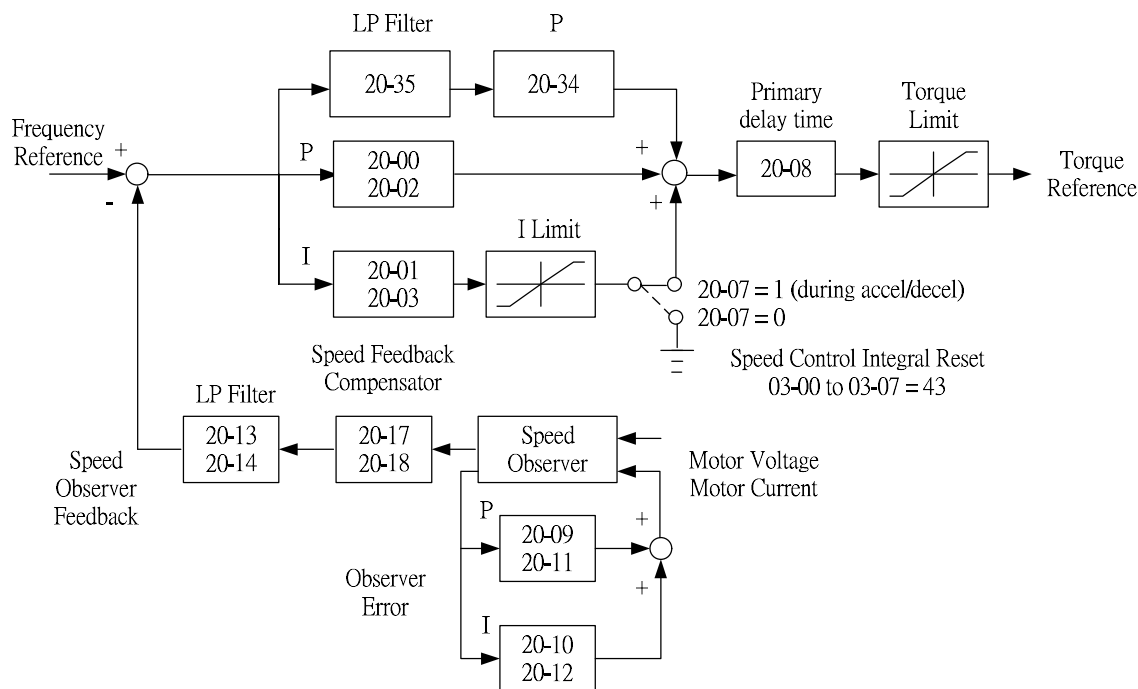 LP Filter
P
20-35
20-34
Primary
delay time
Torque
Limit
Frequency
Reference
+
-
P
20-00
20-02
+
+
20-08
Torque
Reference
I
20-01
20-03
I Limit
20-07 = 1 (during accel/decel)
20-07 = 0
Speed Control Integral Reset
03-00 to 03-07 = 43
Speed Feedback
Compensator
LP Filter
20-13
20-14
20-17
20-18
Speed
Observer
Motor Voltage
Motor Current
Speed
Observer
Feedback
P
20-09
20-11
+
+
Observer
Error
I
20-10
20-12